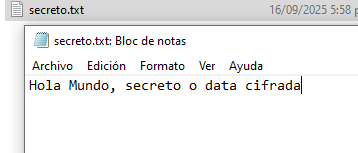 secreto.txt 16/09/2025 5:58 p
secreto.txt: Bloc de notas
Archivo Edición Formato Ver Ayuda
Hola Mundo, secreto o data cifrada